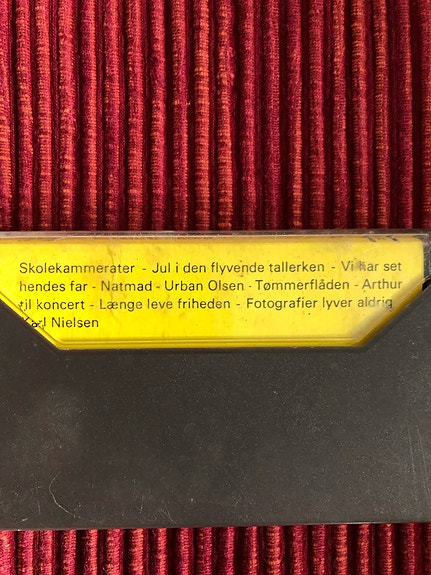 Skolekammerater - Jul i den flyvende tallerken - Vi har set
hendes far - Natmad - Urban Olsen - Tømmerflåden - Arthur
til koncert - Længe leve friheden - Fotografier lyver aldrig
Karl Nielsen